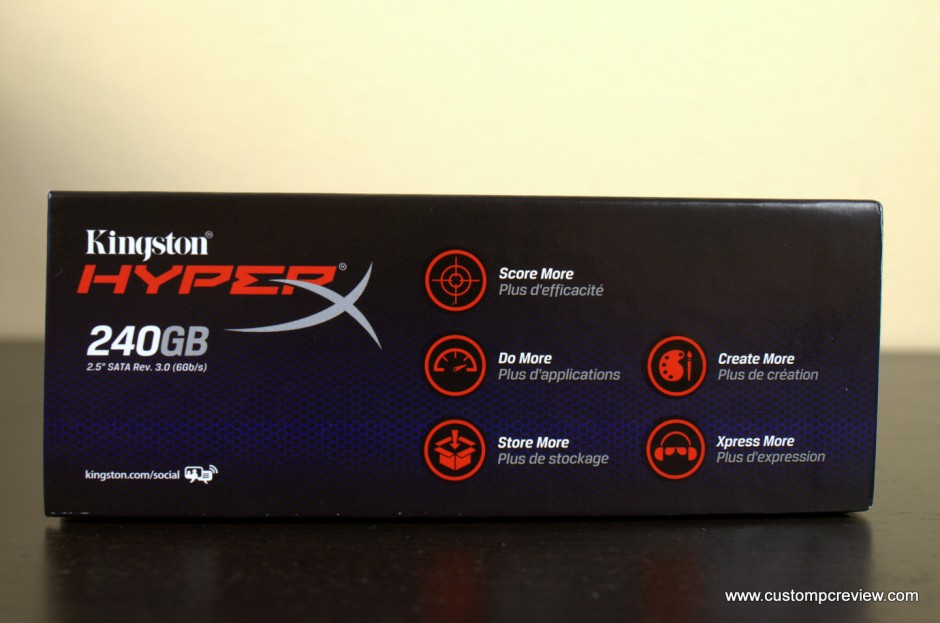 Kingston®
HYPERX®
240GB
2.5" SATA Rev. 3.0 (6Gb/s)
kingston.com/social
Score More
Plus d'efficacité
Do More
Plus d'applications
Store More
Plus de stockage
Create More
Plus de création
Xpress More
Plus d'expression
www.custompcreview.com